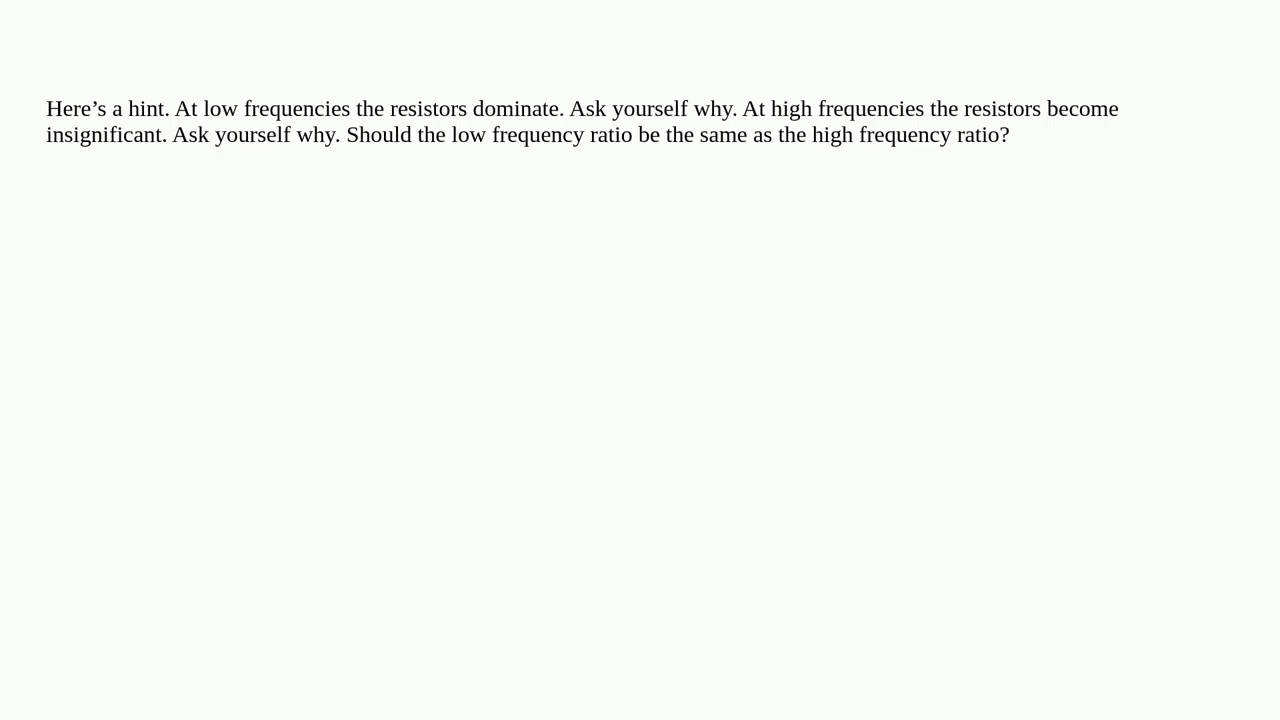 Here’s a hint. At low frequencies the resistors dominate. Ask yourself why. At high frequencies the resistors become
insignificant. Ask yourself why. Should the low frequency ratio be the same as the high frequency ratio?